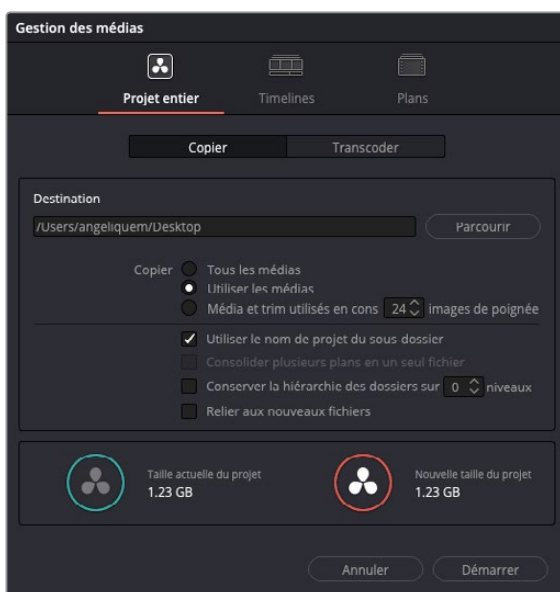 Gestion des médias
Projet entier Timelines Plans
Copier Transcoder
Destination
/Users/angeliquem/Desktop Parcourir
Copier Tous les médias
Utiliser les médias
Média et trim utilisés en cons 24 images de poignée
Utiliser le nom de projet du sous dossier
Consolider plusieurs plans en un seul fichier
Conserver la hiérarchie des dossiers sur 0 niveaux
Relier aux nouveaux fichiers
Taille actuelle du projet Nouvelle taille du projet
1.23 GB 1.23 GB
Annuler Démarrer